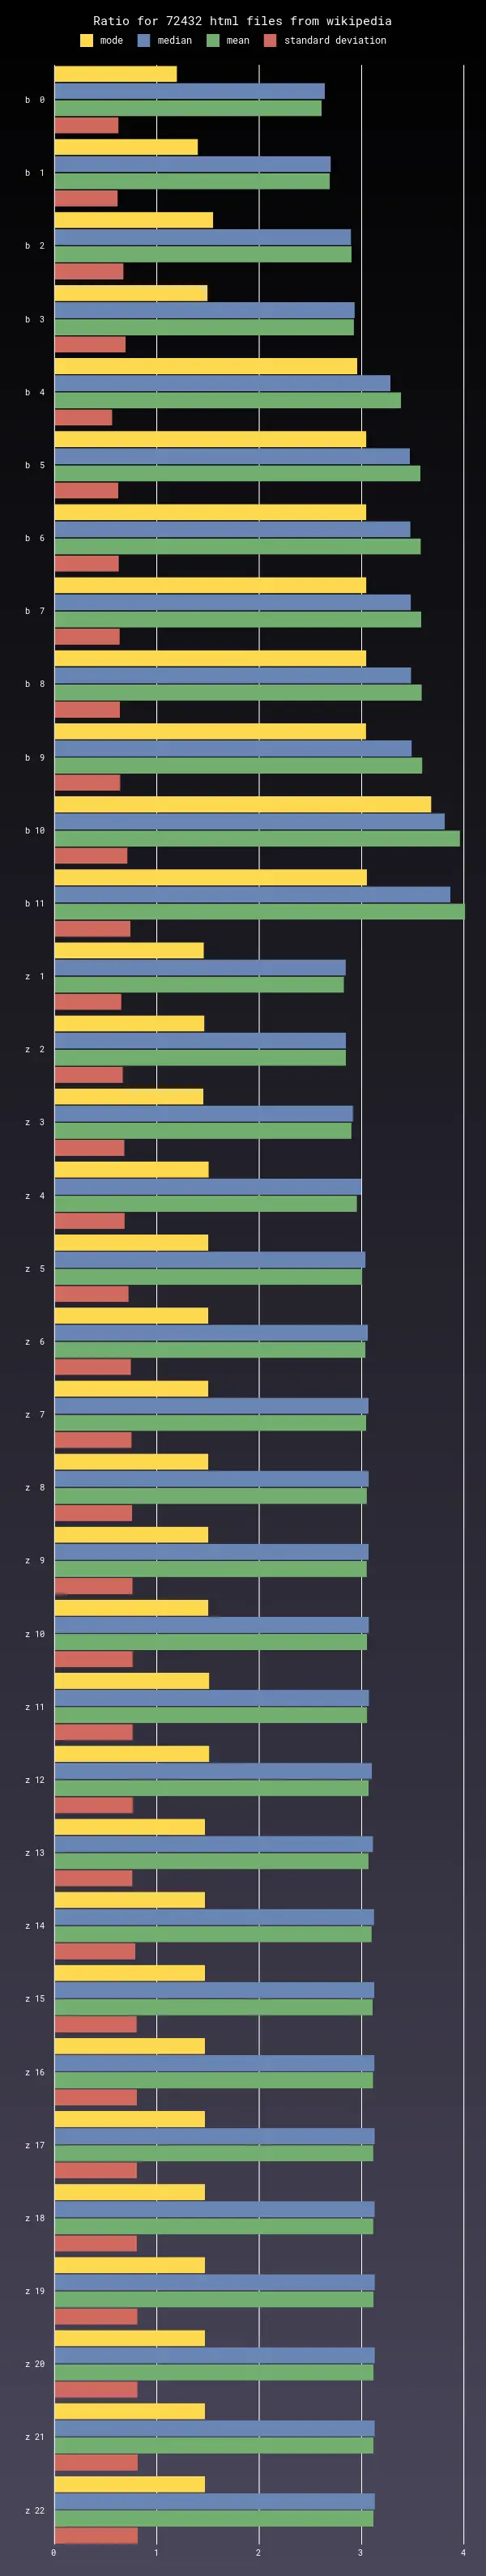 Ratio for 72432 html files from wikipedia
mode median mean standard deviation
b 0
b 1
b 2
b 3
b 4
b 5
b 6
b 7
b 8
b 9
b 10
b 11
z 1
z 2
z 3
z 4
z 5
z 6
z 7
z 8
z 9
z 10
z 11
z 12
z 13
z 14
z 15
z 16
z 17
z 18
z 19
z 20
z 21
z 22
0 1 2 3 4